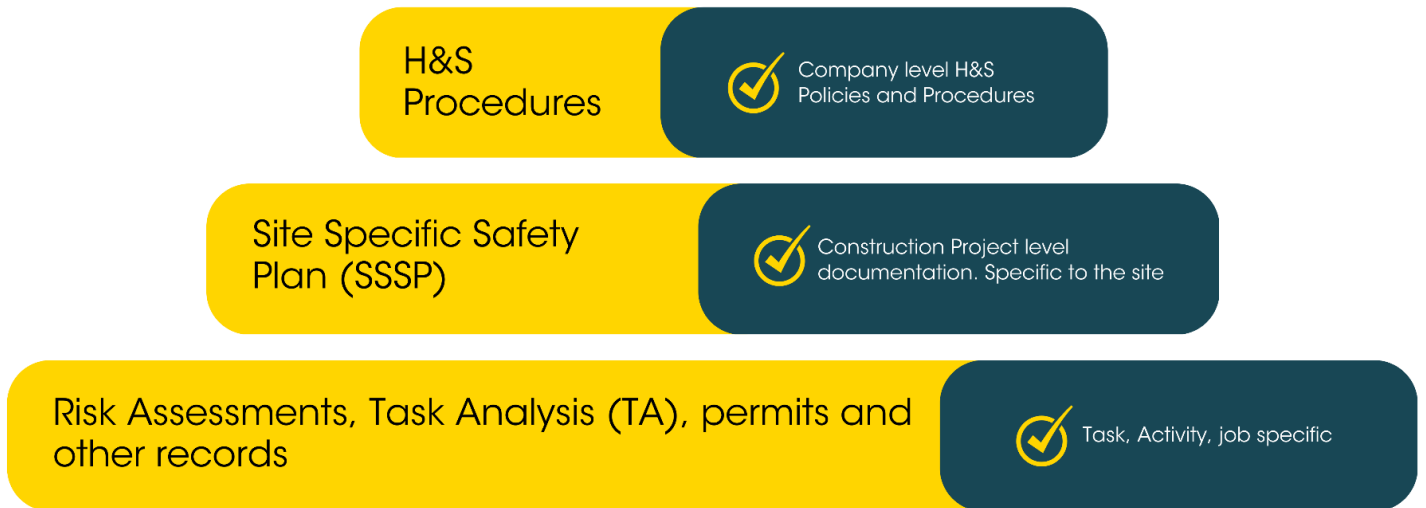 H&S
Procedures
Company level H&S
Policies and Procedures
Site Specific Safety
Plan (SSSP)
Construction Project level
documentation. Specific to the site
Risk Assessments, Task Analysis (TA), permits and
other records
Task, Activity, job specific